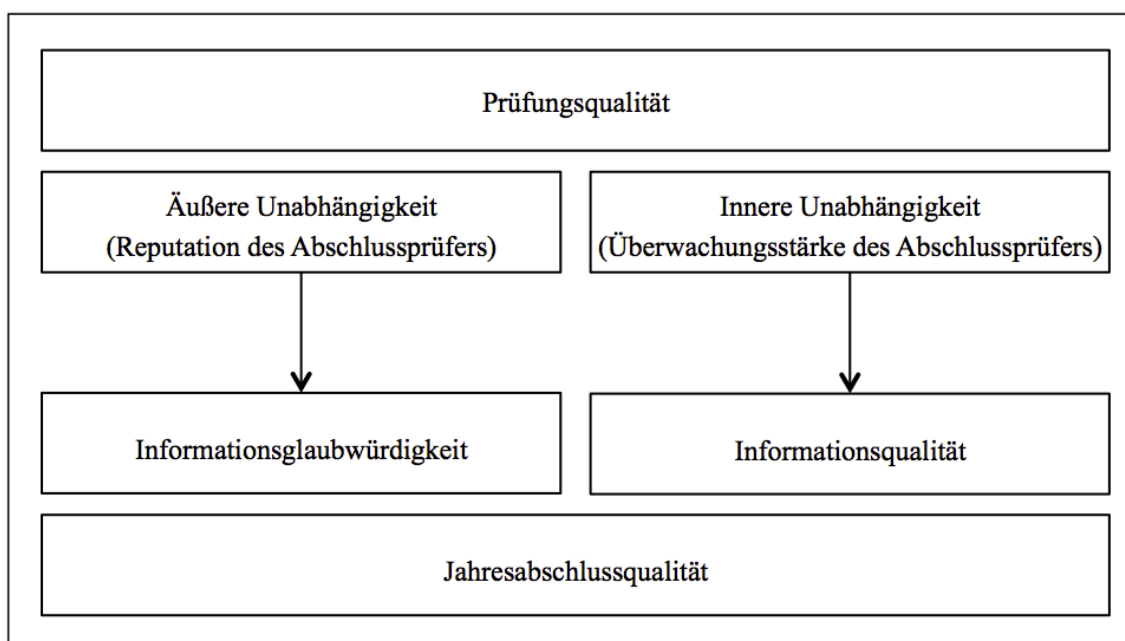 Prüfungsqualität
Äußere Unabhängigkeit
(Reputation des Abschlussprüfers)
Innere Unabhängigkeit
(Überwachungsstärke des Abschlussprüfers)
Informationsglaubwürdigkeit
Informationsqualität
Jahresabschlussqualität